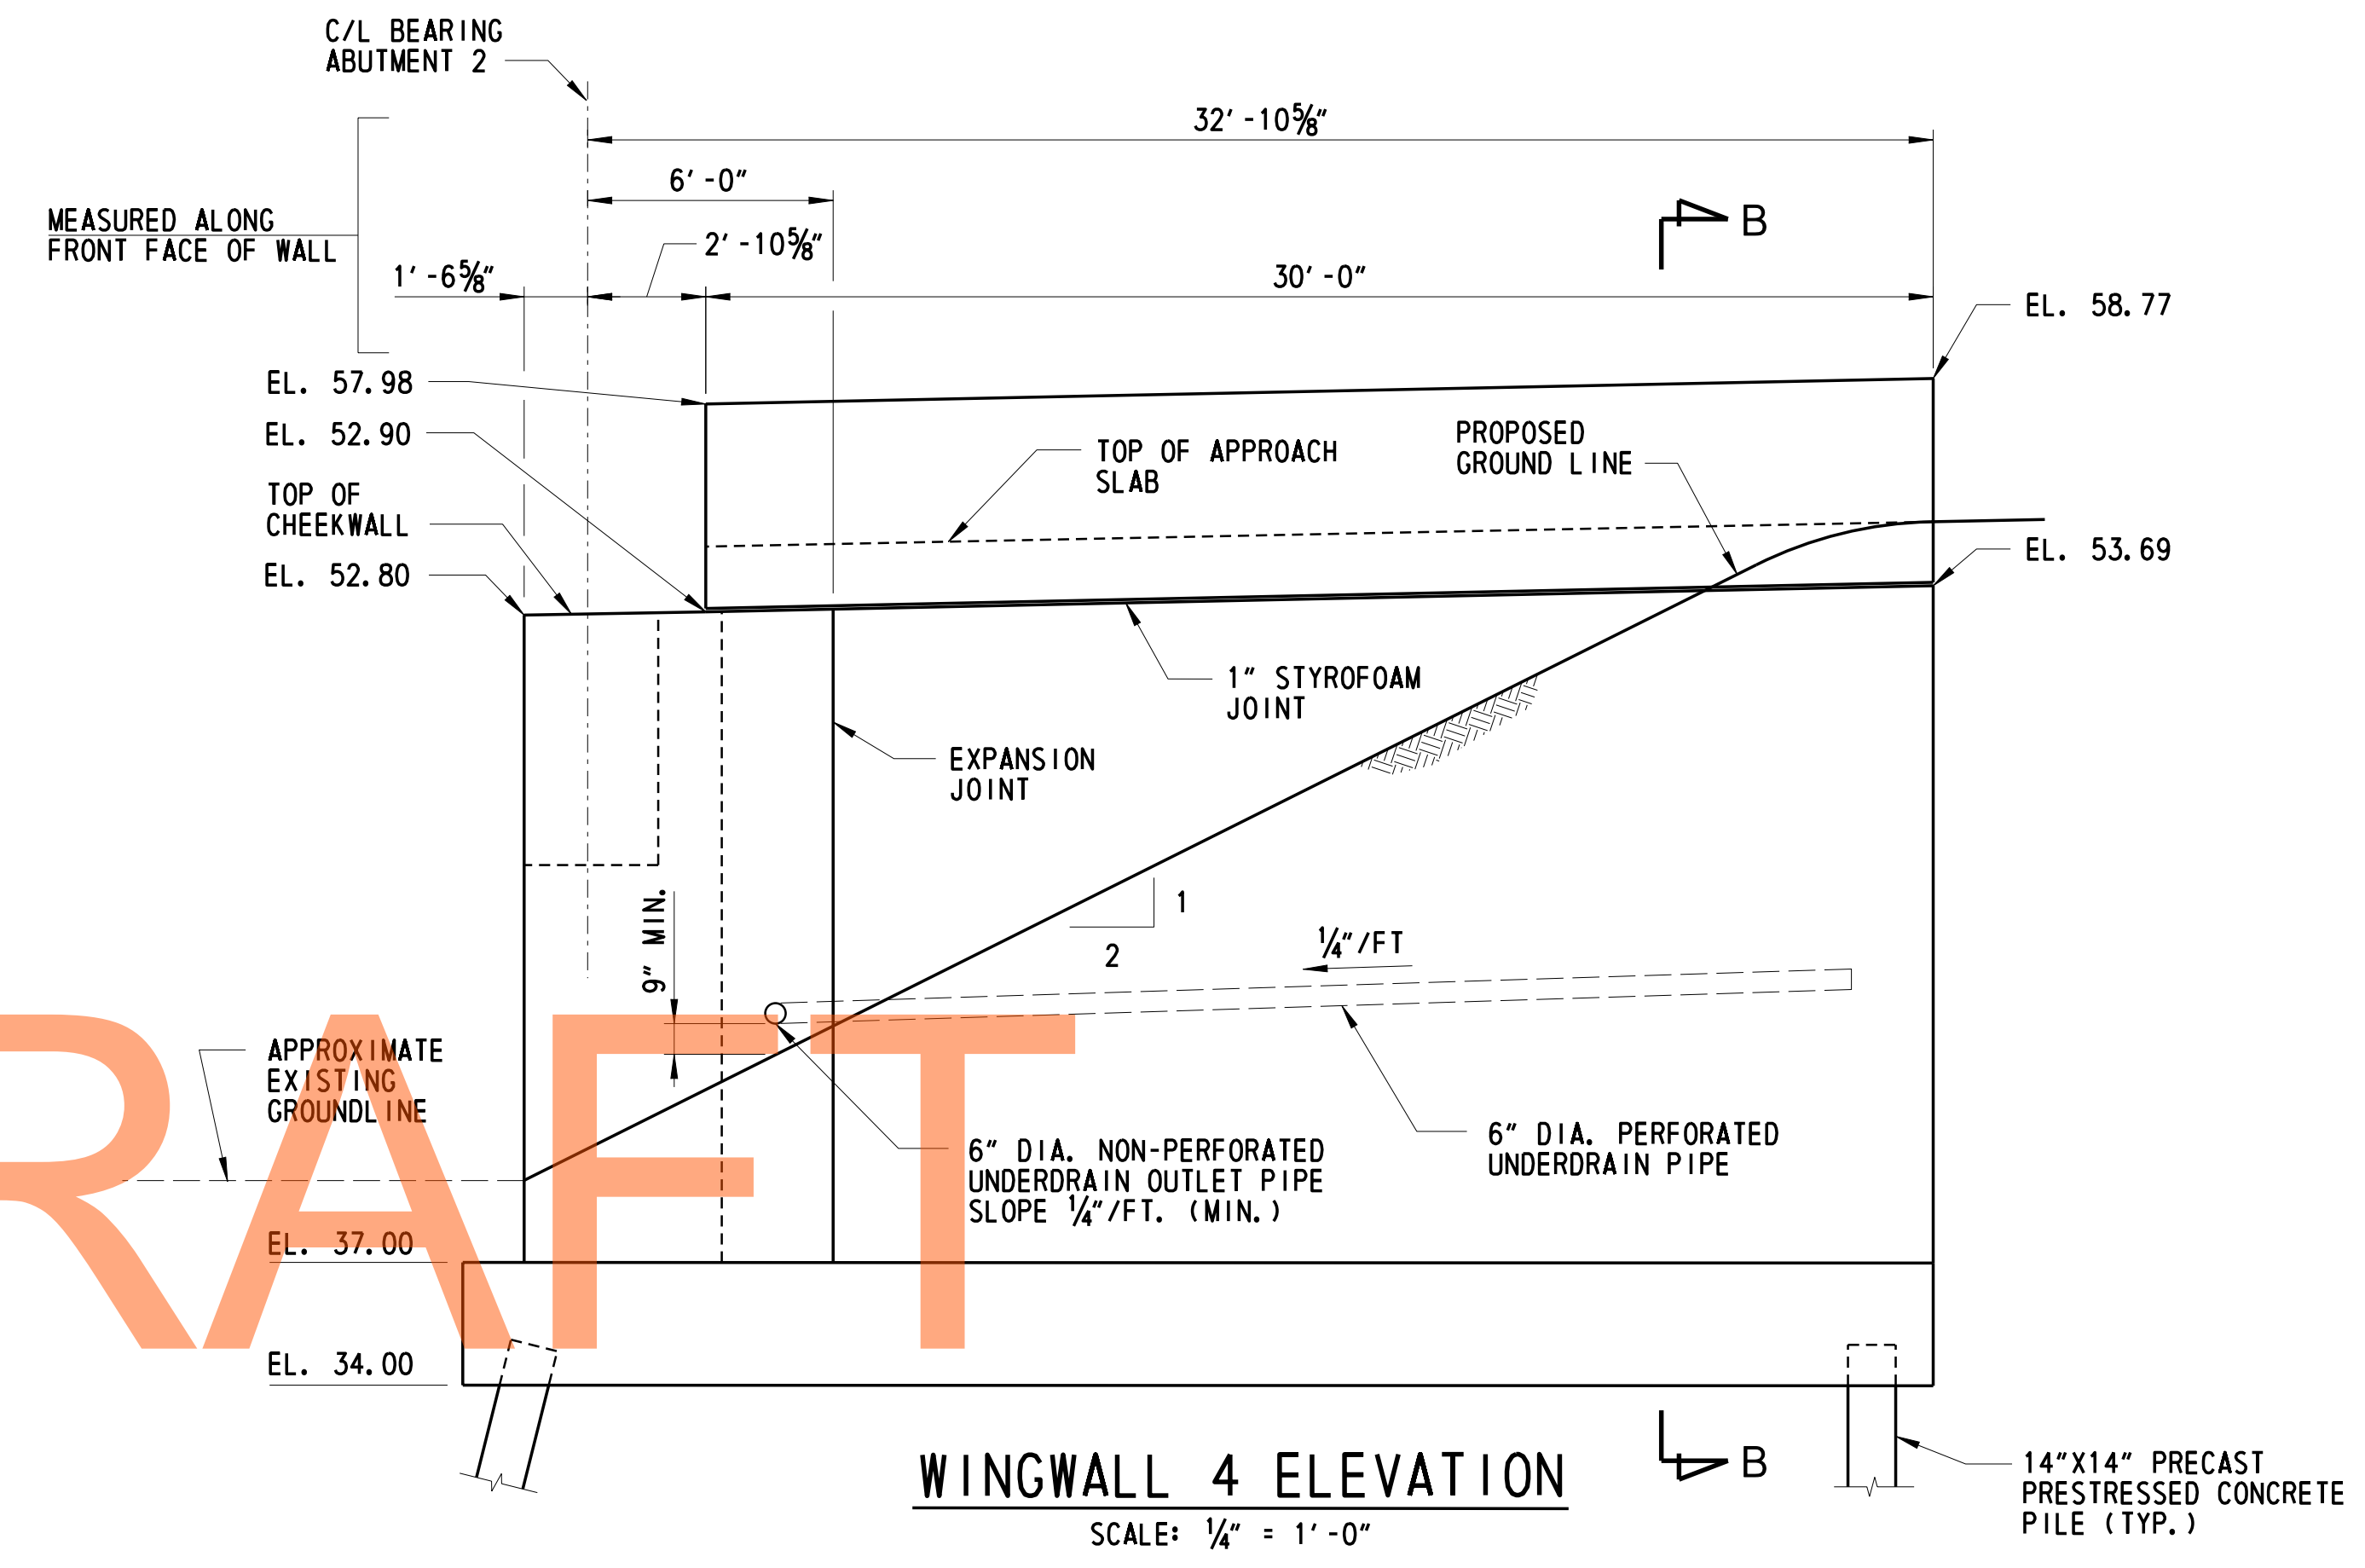 C/L BEARING
ABUTMENT 2
32'-10⅝"
6'-0"
MEASURED ALONG
FRONT FACE OF WALL
2'-10⅝"
1'-6⅝"
30'-0"
B
EL. 58.77
EL. 57.98
EL. 52.90
TOP OF APPROACH
SLAB
PROPOSED
GROUND LINE
TOP OF
CHEEKWALL
EL. 52.80
EL. 53.69
1" STYROFOAM
JOINT
EXPANSION
JOINT
9" MIN.
1
2
¼"/FT
APPROXIMATE
EXISTING
GROUNDLINE
6" DIA. NON-PERFORATED
UNDERDRAIN OUTLET PIPE
SLOPE ¼"/FT. (MIN.)
6" DIA. PERFORATED
UNDERDRAIN PIPE
EL. 37.00
EL. 34.00
RAFT
B
WINGWALL 4 ELEVATION
SCALE: ¼" = 1'-0"
14"X14" PRECAST
PRESTRESSED CONCRETE
PILE (TYP.)